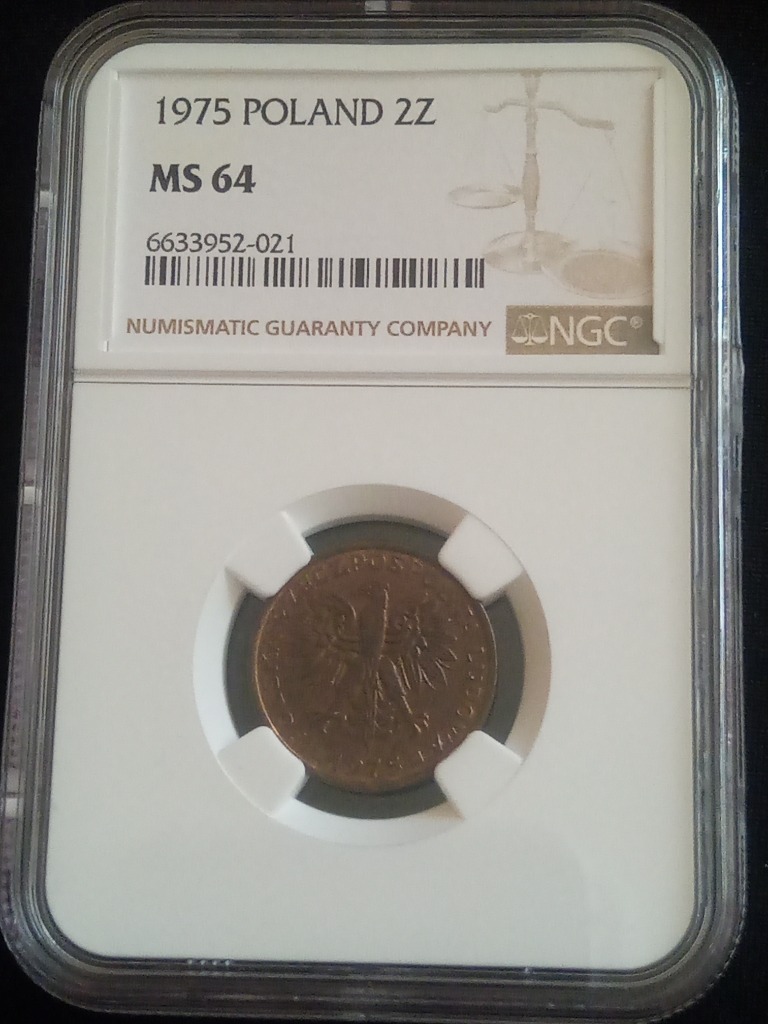 1975 POLAND 2Z
MS 64
6633952-021
NUMISMATIC GUARANTY COMPANY
NGC®